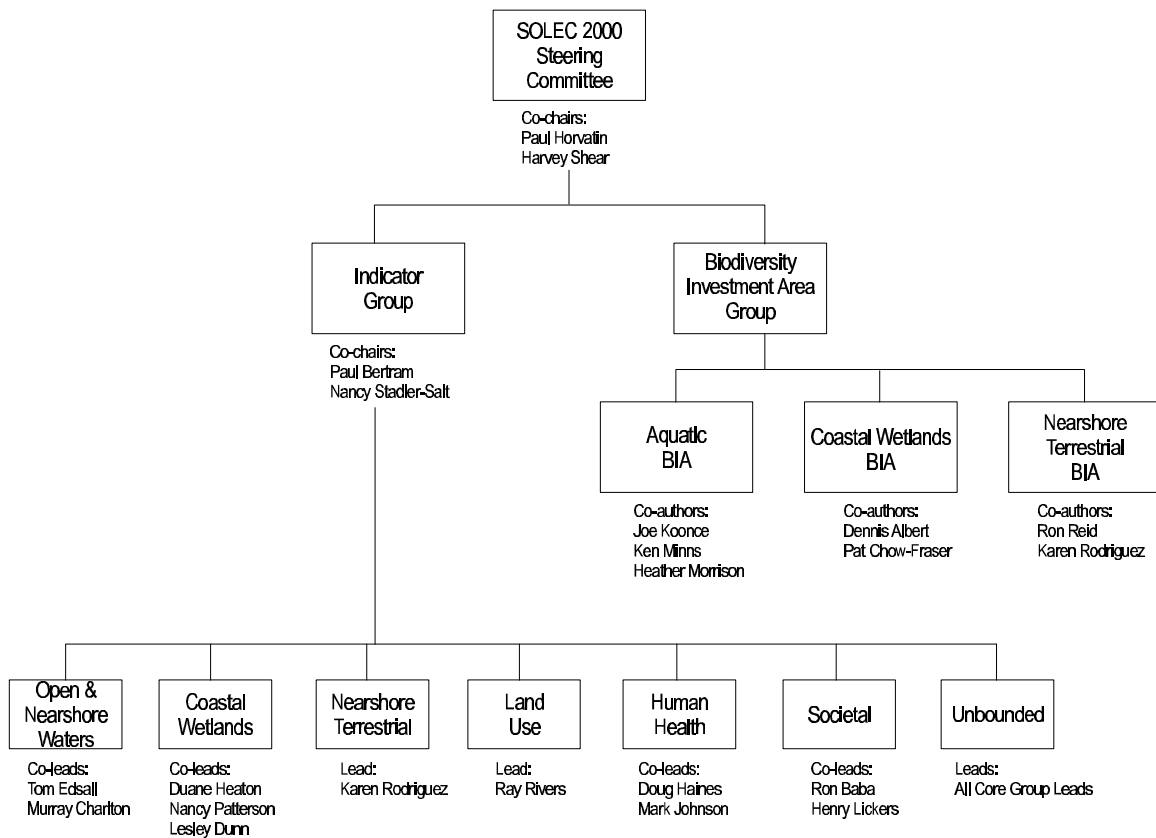 SOLEC 2000
Steering
Committee
Co-chairs:
Paul Horvatin
Harvey Shear
Indicator
Group
Co-chairs:
Paul Bertram
Nancy Stadler-Salt
Biodiversity
Investment Area
Group
Aquatic
BIA
Co-authors:
Joe Koonce
Ken Minns
Heather Morrison
Coastal Wetlands
BIA
Co-authors:
Dennis Albert
Pat Chow-Fraser
Nearshore
Terrestrial
BIA
Co-authors:
Ron Reid
Karen Rodriguez
Open &
Nearshore
Waters
Co-leads:
Tom Edsall
Murray Charlton
Coastal
Wetlands
Co-leads:
Duane Heaton
Nancy Patterson
Lesley Dunn
Nearshore
Terrestrial
Lead:
Karen Rodriguez
Land
Use
Lead:
Ray Rivers
Human
Health
Co-leads:
Doug Haines
Mark Johnson
Societal
Co-leads:
Ron Baba
Henry Lickers
Unbounded
Leads:
All Core Group Leads